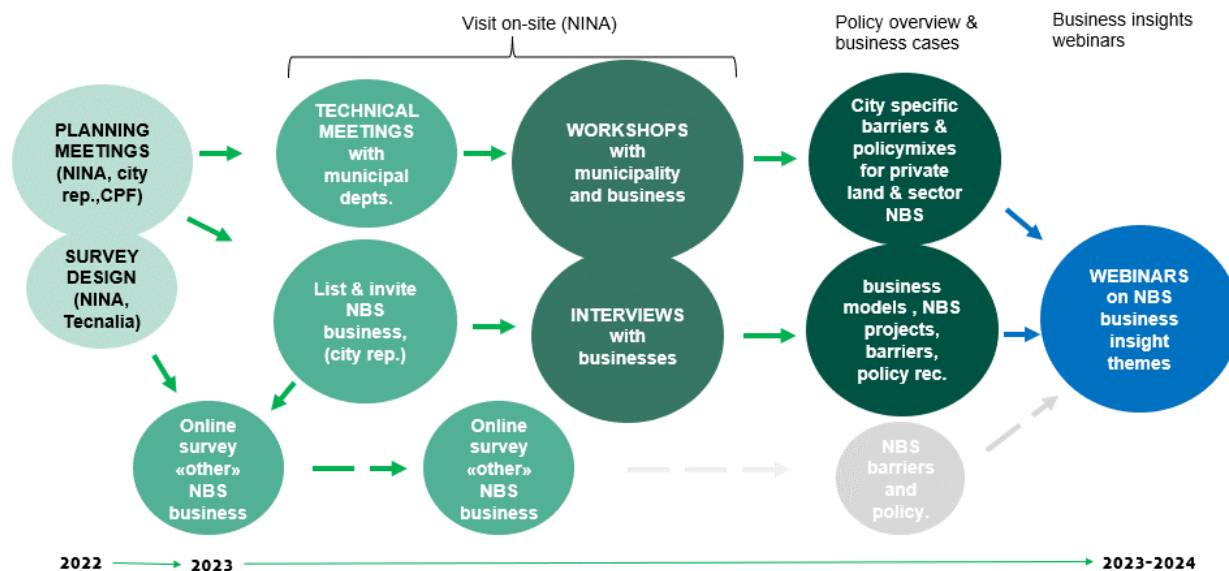 Visit on-site (NINA)
Policy overview &
business cases
Business insights
webinars
PLANNING
MEETINGS
(NINA, city
rep.,CPF)
TECHNICAL
MEETINGS
with
municipal
depts.
WORKSHOPS
with
municipality
and business
City specific
barriers &
policymixes
for private
land & sector
NBS
SURVEY
DESIGN
(NINA,
Tecnalia)
List & invite
NBS
business,
(city rep.)
INTERVIEWS
with
businesses
business
models , NBS
projects,
barriers,
policy rec.
WEBINARS
on NBS
business
insight
themes
Online
survey
«other»
NBS
business
Online
survey
«other»
NBS
business
NBS
barriers
and
policy.
2022
2023
2023-2024